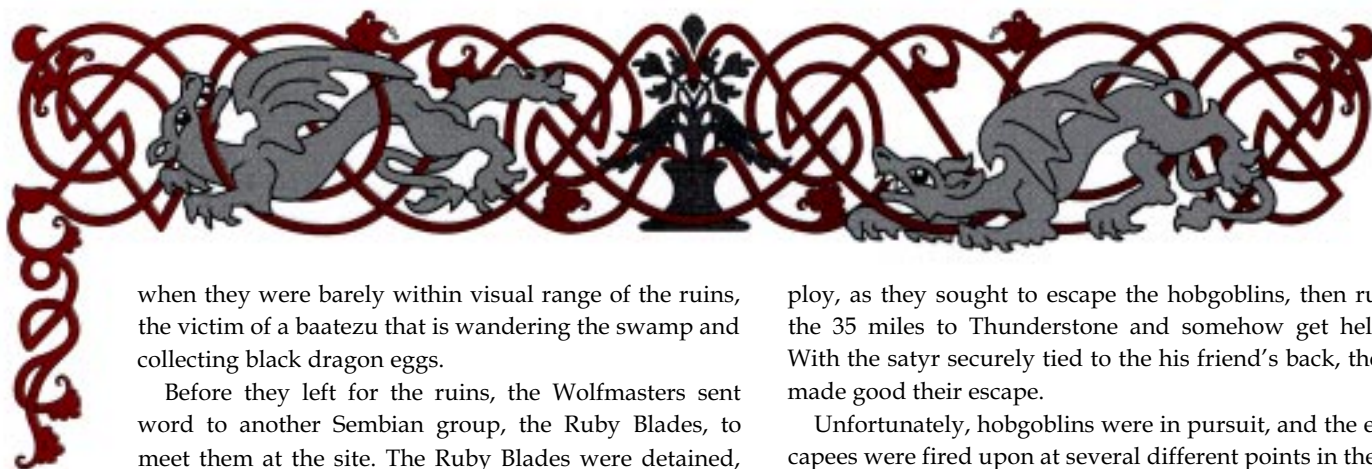 when they were barely within visual range of the ruins,
the victim of a baatezu that is wandering the swamp and
collecting black dragon eggs.
Before they left for the ruins, the Wolfmasters sent
word to another Sembian group, the Ruby Blades, to
meet them at the site. The Ruby Blades were detained,
ploy, as they sought to escape the hobgoblins, then ru
the 35 miles to Thunderstone and somehow get hel
With the satyr securely tied to the his friend's back, the
made good their escape.
Unfortunately, hobgoblins were in pursuit, and the e
capees were fired upon at several different points in the